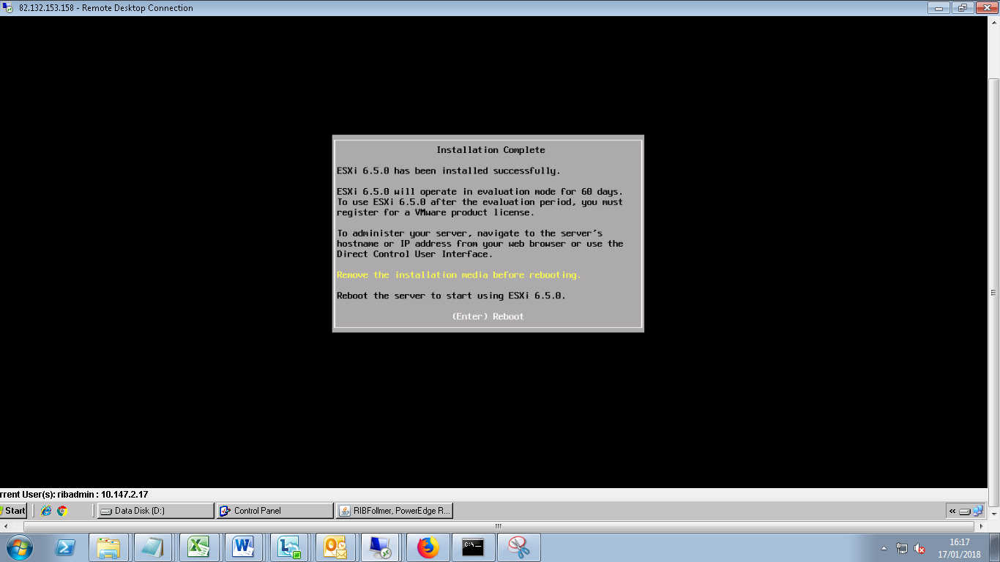 82.132.153.158 - Remote Desktop Connection
Installation Complete
ESXi 6.5.0 has been installed successfully.
ESXi 6.5.0 will operate in evaluation mode for 60 days.
To use ESXi 6.5.0 after the evaluation period, you must
register for a VMware product license.
To administer your server, navigate to the server's
hostname or IP address from your web browser or use the
Direct Control User Interface.
Remove the installation media before rebooting.
Reboot the server to start using ESXi 6.5.0.
(Enter) Reboot
rrent User(s): ribadmin : 10.147.2.17
Start
Data Disk (D:)
Control Panel
RIBFollmer, PowerEdge R...
C:\_
16:17
17/01/2018